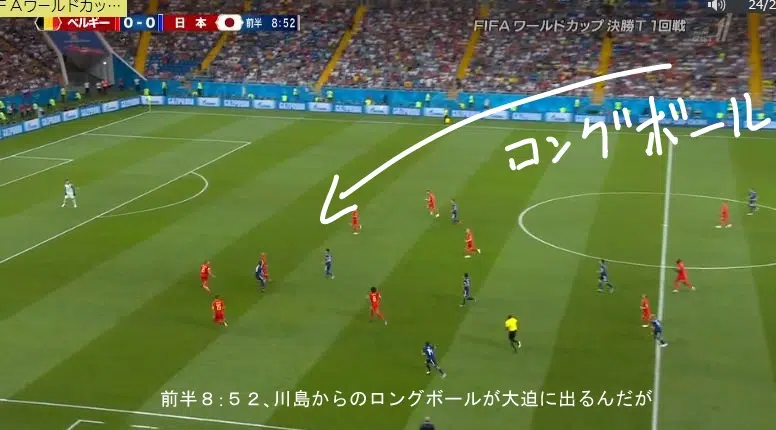 ＦＡワールドカッ…
24/2
ベルギー 0-0 日本 前半 8:52
FIFA ワールドカップ 決勝T 1回戦
ロングボール
前半８:５２、川島からのロングボールが大迫に出るんだが